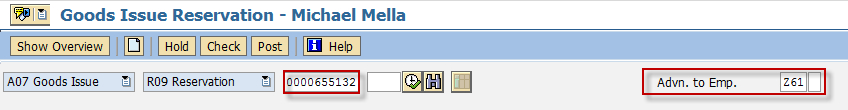 Goods Issue Reservation - Michael Mella
Show Overview Hold Check Post Help
A07 Goods Issue R09 Reservation 0000655132 Advn. to Emp. Z61